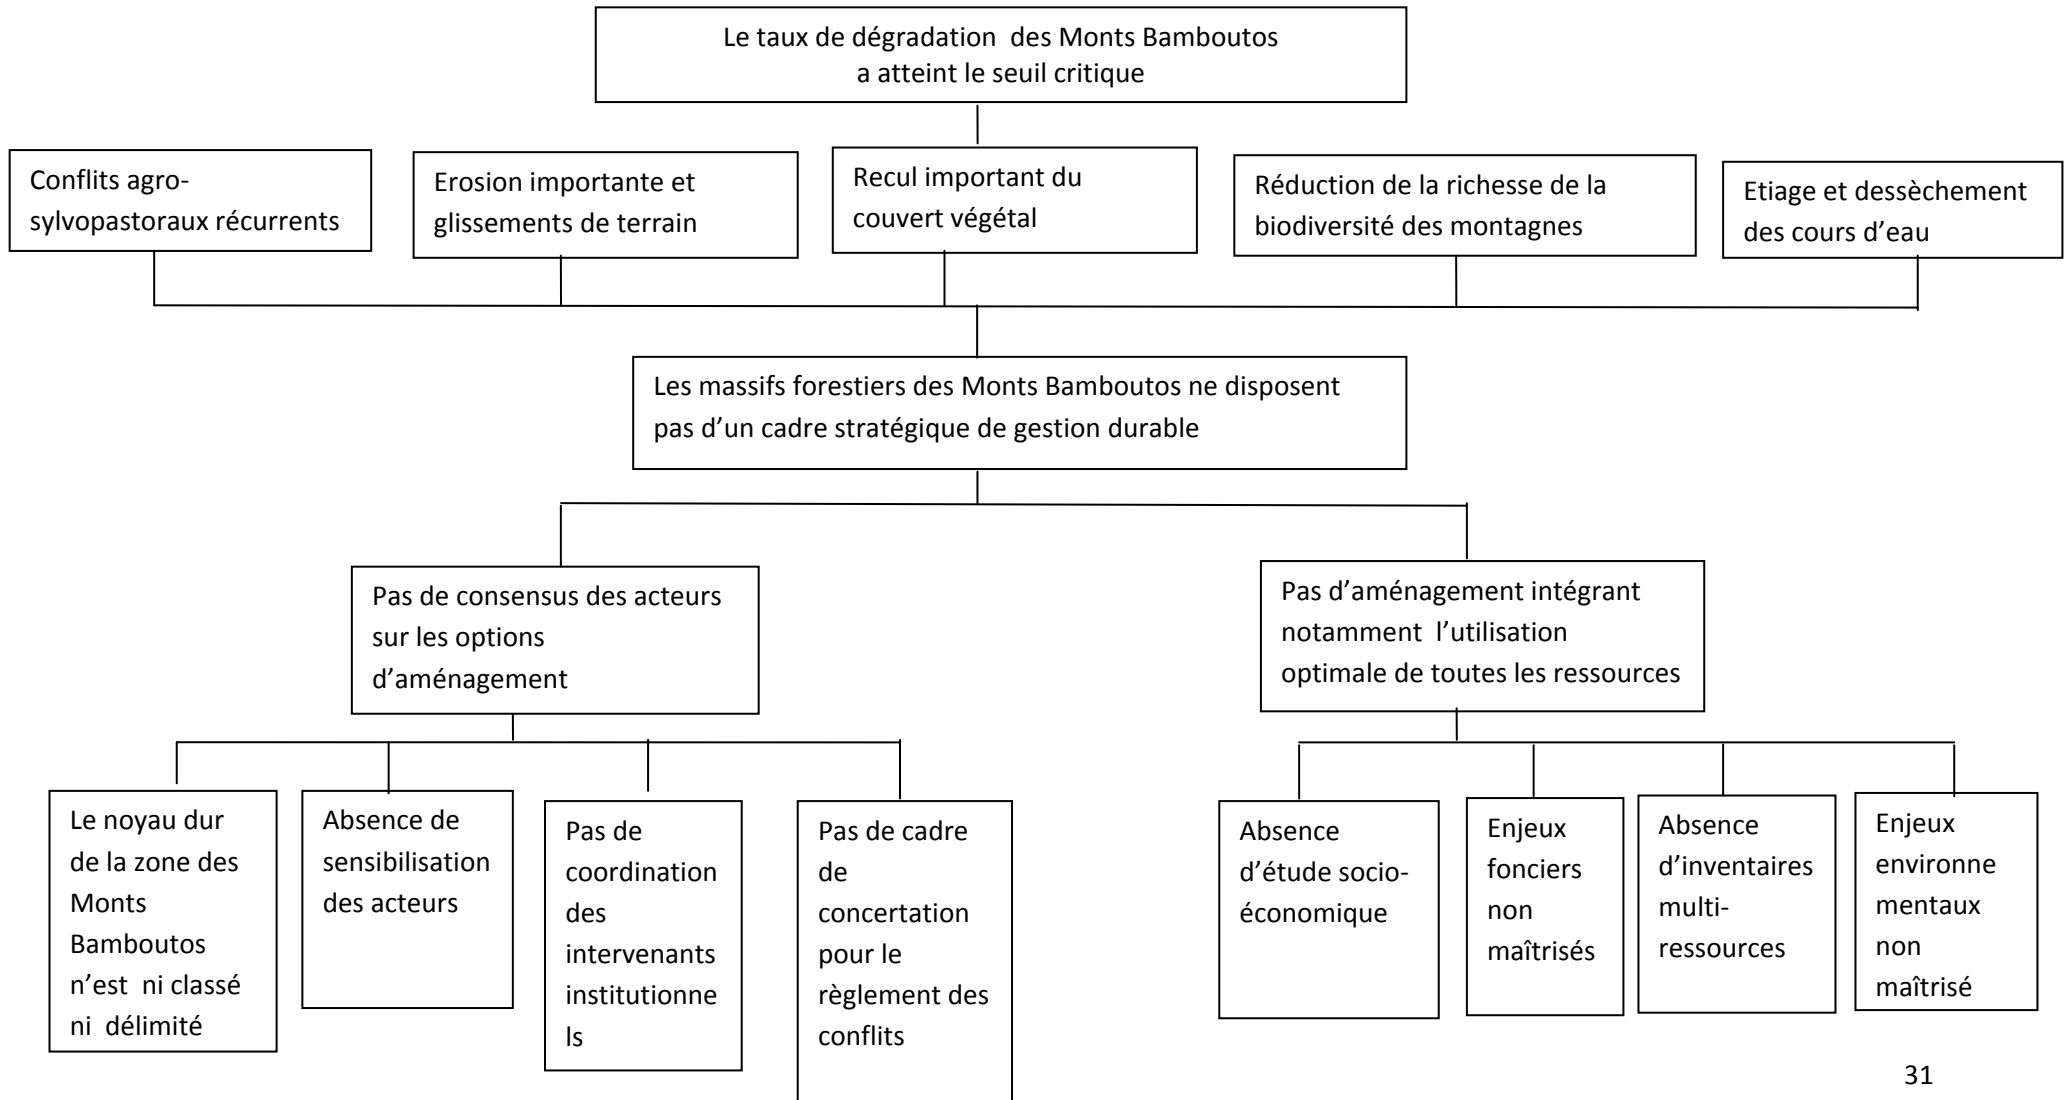 Le taux de dégradation  des Monts Bamboutos
a atteint le seuil critique
Conflits agro-
sylvopastoraux récurrents
Erosion importante et
glissements de terrain
Recul important du
couvert végétal
Réduction de la richesse de la
biodiversité des montagnes
Etiage et dessèchement
des cours d’eau
Les massifs forestiers des Monts Bamboutos ne disposent
pas d’un cadre stratégique de gestion durable
Pas de consensus des acteurs
sur les options
d’aménagement
Pas d’aménagement intégrant
notamment  l’utilisation
optimale de toutes les ressources
Le noyau dur
de la zone des
Monts
Bamboutos
n’est  ni classé
ni  délimité
Absence de
sensibilisation
des acteurs
Pas de
coordination
des
intervenants
institutionne
ls
Pas de cadre
de
concertation
pour le
règlement des
conflits
Absence
d’étude socio-
économique
Enjeux
fonciers
non
maîtrisés
Absence
d’inventaires
multi-
ressources
Enjeux
environne
mentaux
non
maîtrisé
31